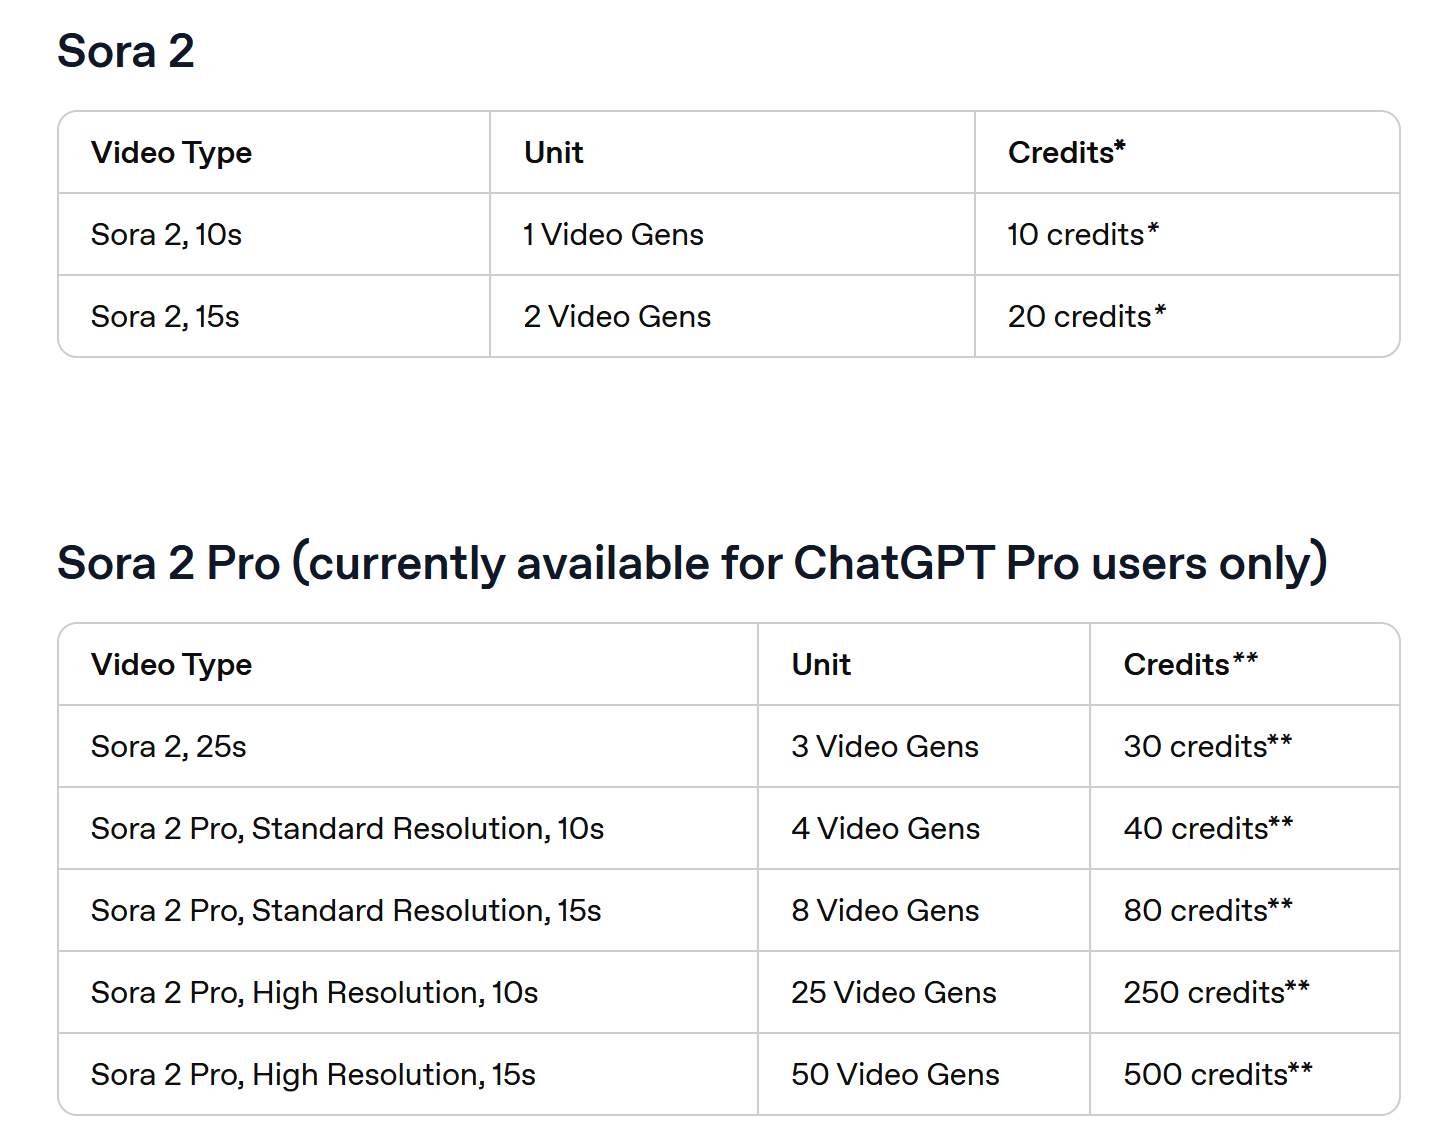 Sora 2
Video Type Unit Credits*
Sora 2, 10s 1 Video Gens 10 credits*
Sora 2, 15s 2 Video Gens 20 credits*
Sora 2 Pro (currently available for ChatGPT Pro users only)
Video Type Unit Credits**
Sora 2, 25s 3 Video Gens 30 credits**
Sora 2 Pro, Standard Resolution, 10s 4 Video Gens 40 credits**
Sora 2 Pro, Standard Resolution, 15s 8 Video Gens 80 credits**
Sora 2 Pro, High Resolution, 10s 25 Video Gens 250 credits**
Sora 2 Pro, High Resolution, 15s 50 Video Gens 500 credits**